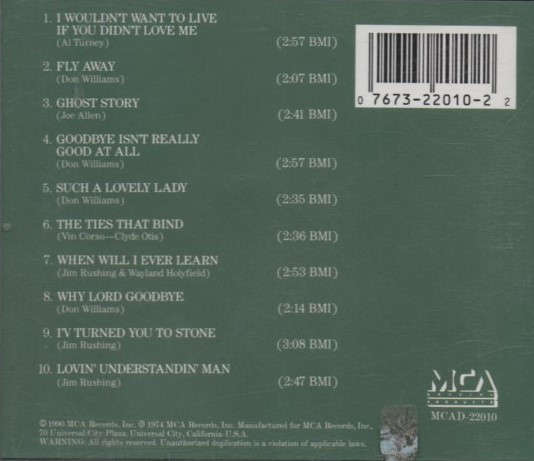 1. I WOULDN'T WANT TO LIVE
IF YOU DIDN'T LOVE ME
(Al Turney) (2:57 BMI)
2. FLY AWAY
(Don Williams) (2:07 BMI)
3. GHOST STORY
(Joe Allen) (2:41 BMI)
4. GOODBYE ISN'T REALLY
GOOD AT ALL
(Don Williams) (2:57 BMI)
5. SUCH A LOVELY LADY
(Don Williams) (2:35 BMI)
6. THE TIES THAT BIND
(Vin Corso—Clyde Otis) (2:36 BMI)
7. WHEN WILL I EVER LEARN
(Jim Rushing & Wayland Holyfield) (2:53 BMI)
8. WHY LORD GOODBYE
(Don Williams) (2:14 BMI)
9. I'V TURNED YOU TO STONE
(Jim Rushing) (3:08 BMI)
10. LOVIN' UNDERSTANDIN' MAN
(Jim Rushing) (2:47 BMI)
0 7673-22010-2 2
MCA
MCAD-22010
© 1990 MCA Records, Inc. ℗ 1974 MCA Records, Inc. Manufactured for MCA Records, Inc.,
70 Universal City Plaza, Universal City, California-U.S.A.
WARNING: All rights reserved. Unauthorized duplication is a violation of applicable laws.